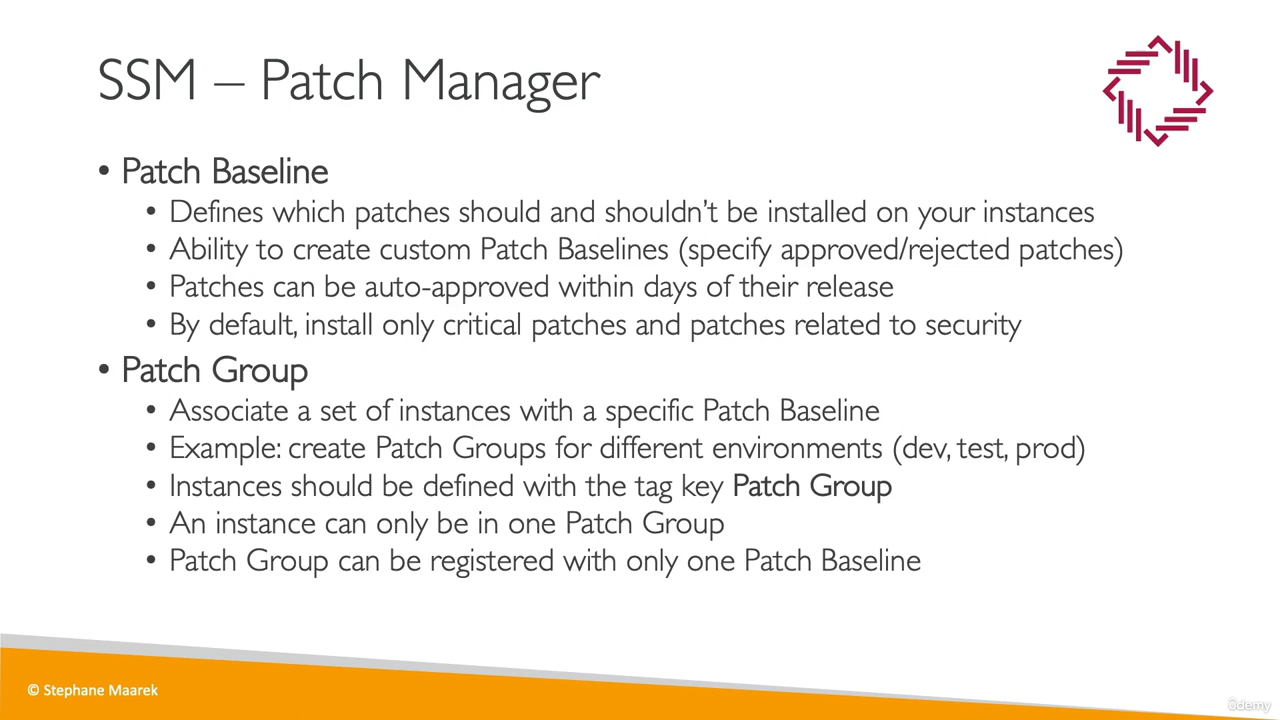 SSM – Patch Manager
• Patch Baseline
• Defines which patches should and shouldn't be installed on your instances
• Ability to create custom Patch Baselines (specify approved/rejected patches)
• Patches can be auto-approved within days of their release
• By default, install only critical patches and patches related to security
• Patch Group
• Associate a set of instances with a specific Patch Baseline
• Example: create Patch Groups for different environments (dev, test, prod)
• Instances should be defined with the tag key Patch Group
• An instance can only be in one Patch Group
• Patch Group can be registered with only one Patch Baseline
© Stephane Maarek
ûdemy